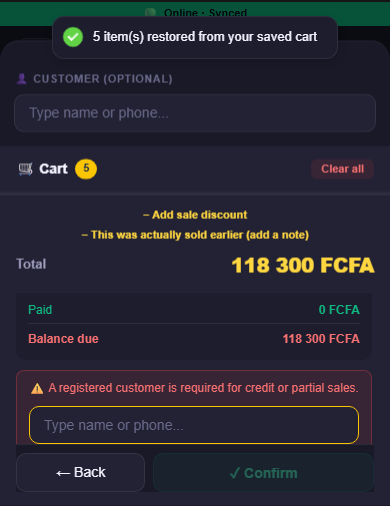 Online · Synced
5 item(s) restored from your saved cart
CUSTOMER (OPTIONAL)
Type name or phone...
Cart 5
Clear all
– Add sale discount
– This was actually sold earlier (add a note)
Total 118 300 FCFA
Paid 0 FCFA
Balance due 118 300 FCFA
A registered customer is required for credit or partial sales.
Type name or phone...
← Back
✓ Confirm